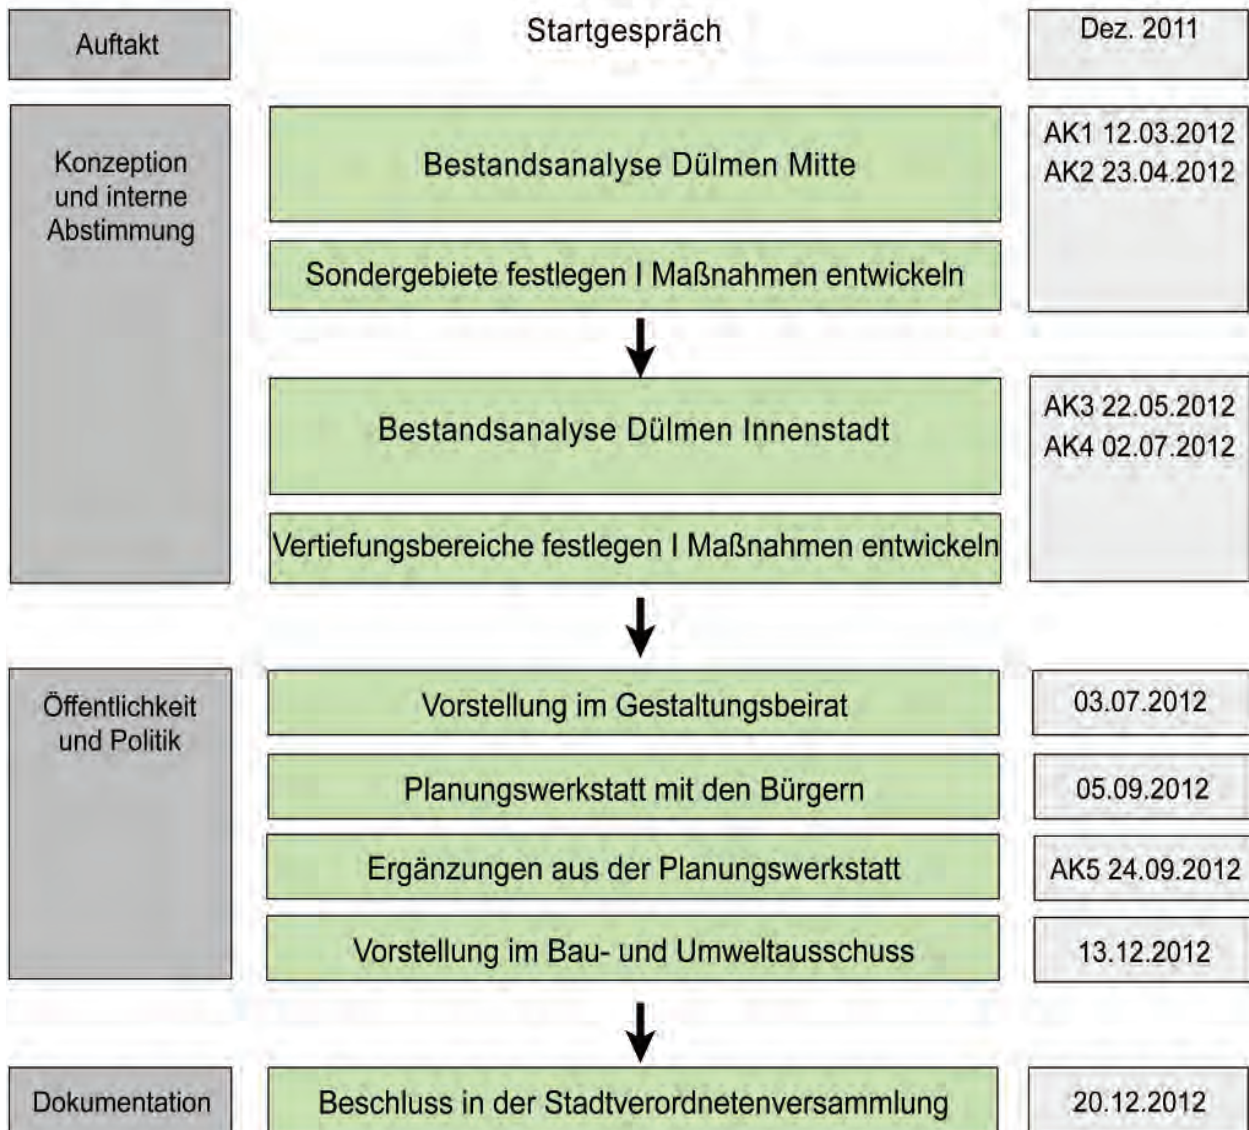 Auftakt
Startgespräch
Dez. 2011
Konzeption
und interne
Abstimmung
Bestandsanalyse Dülmen Mitte
AK1 12.03.2012
AK2 23.04.2012
Sondergebiete festlegen I Maßnahmen entwickeln
Bestandsanalyse Dülmen Innenstadt
AK3 22.05.2012
AK4 02.07.2012
Vertiefungsbereiche festlegen I Maßnahmen entwickeln
Öffentlichkeit
und Politik
Vorstellung im Gestaltungsbeirat
03.07.2012
Planungswerkstatt mit den Bürgern
05.09.2012
Ergänzungen aus der Planungswerkstatt
AK5 24.09.2012
Vorstellung im Bau- und Umweltausschuss
13.12.2012
Dokumentation
Beschluss in der Stadtverordnetenversammlung
20.12.2012